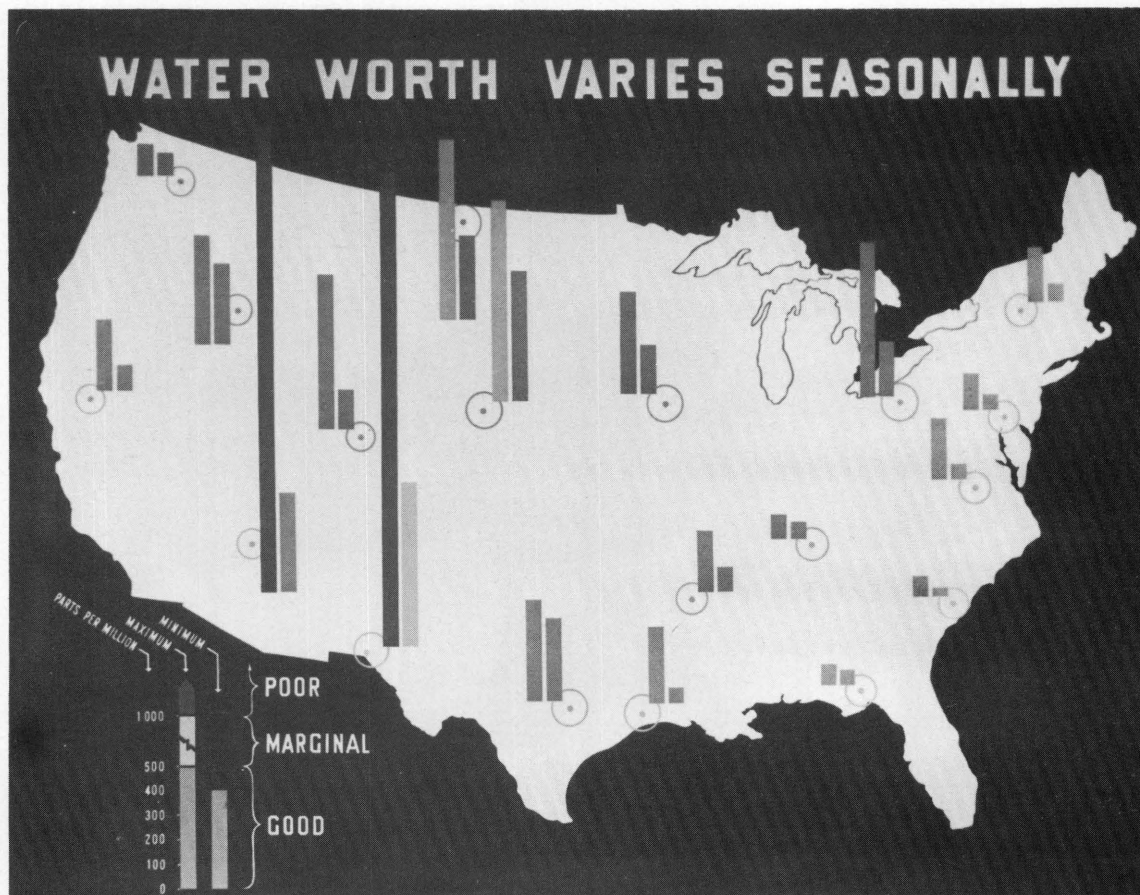 WATER WORTH VARIES SEASONALLY
PARTS PER MILLION
MAXIMUM
MINIMUM
POOR
1000
MARGINAL
500
400
300
GOOD
200
100
0